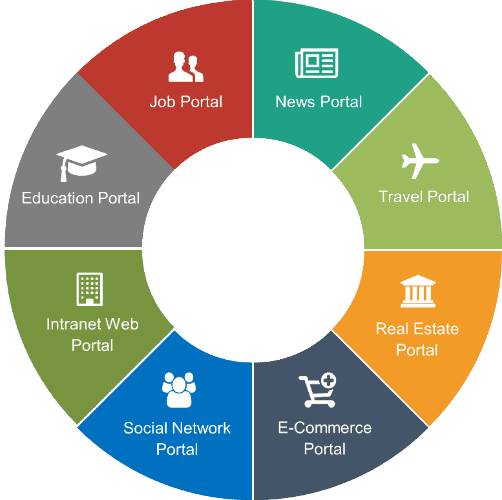 Job Portal
News Portal
Travel Portal
Real Estate
Portal
E-Commerce
Portal
Social Network
Portal
Intranet Web
Portal
Education Portal